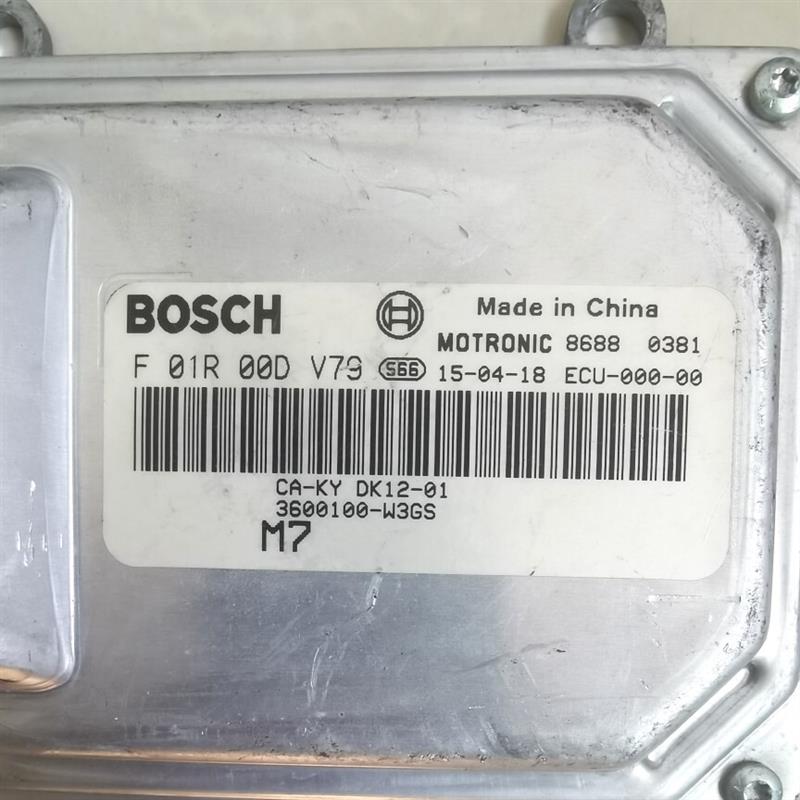 BOSCH
Made in China
MOTRONIC 8688 0381
F 01R 00D V79 S66 15-04-18 ECU-000-00
CA-KY DK12-01
3600100-W3GS
M7